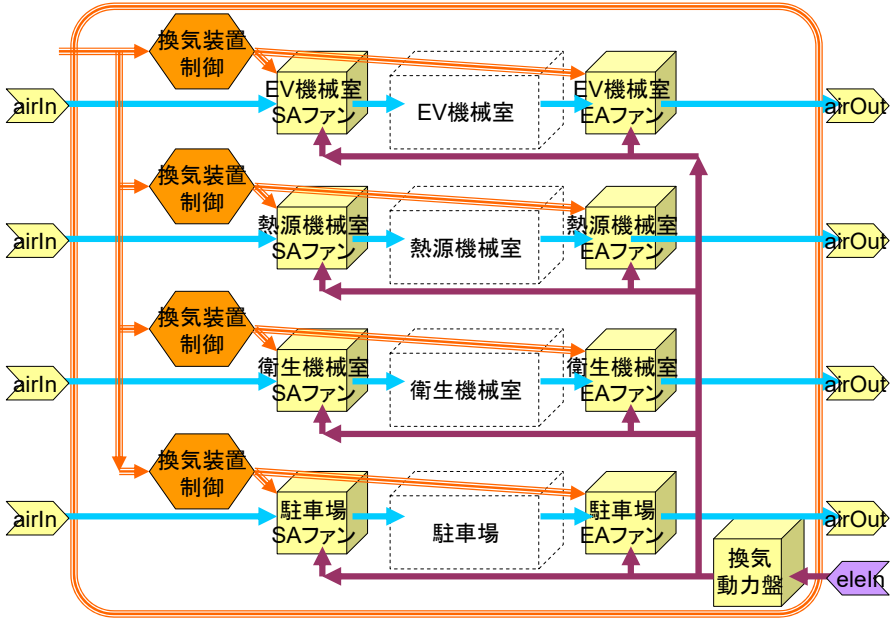 換気装置
制御
airIn
EV機械室
SAファン
EV機械室
EV機械室
EAファン
airOut
換気装置
制御
airIn
熱源機械室
SAファン
熱源機械室
熱源機械室
EAファン
airOut
換気装置
制御
airIn
衛生機械室
SAファン
衛生機械室
衛生機械室
EAファン
airOut
換気装置
制御
airIn
駐車場
SAファン
駐車場
駐車場
EAファン
airOut
換気
動力盤
eleIn